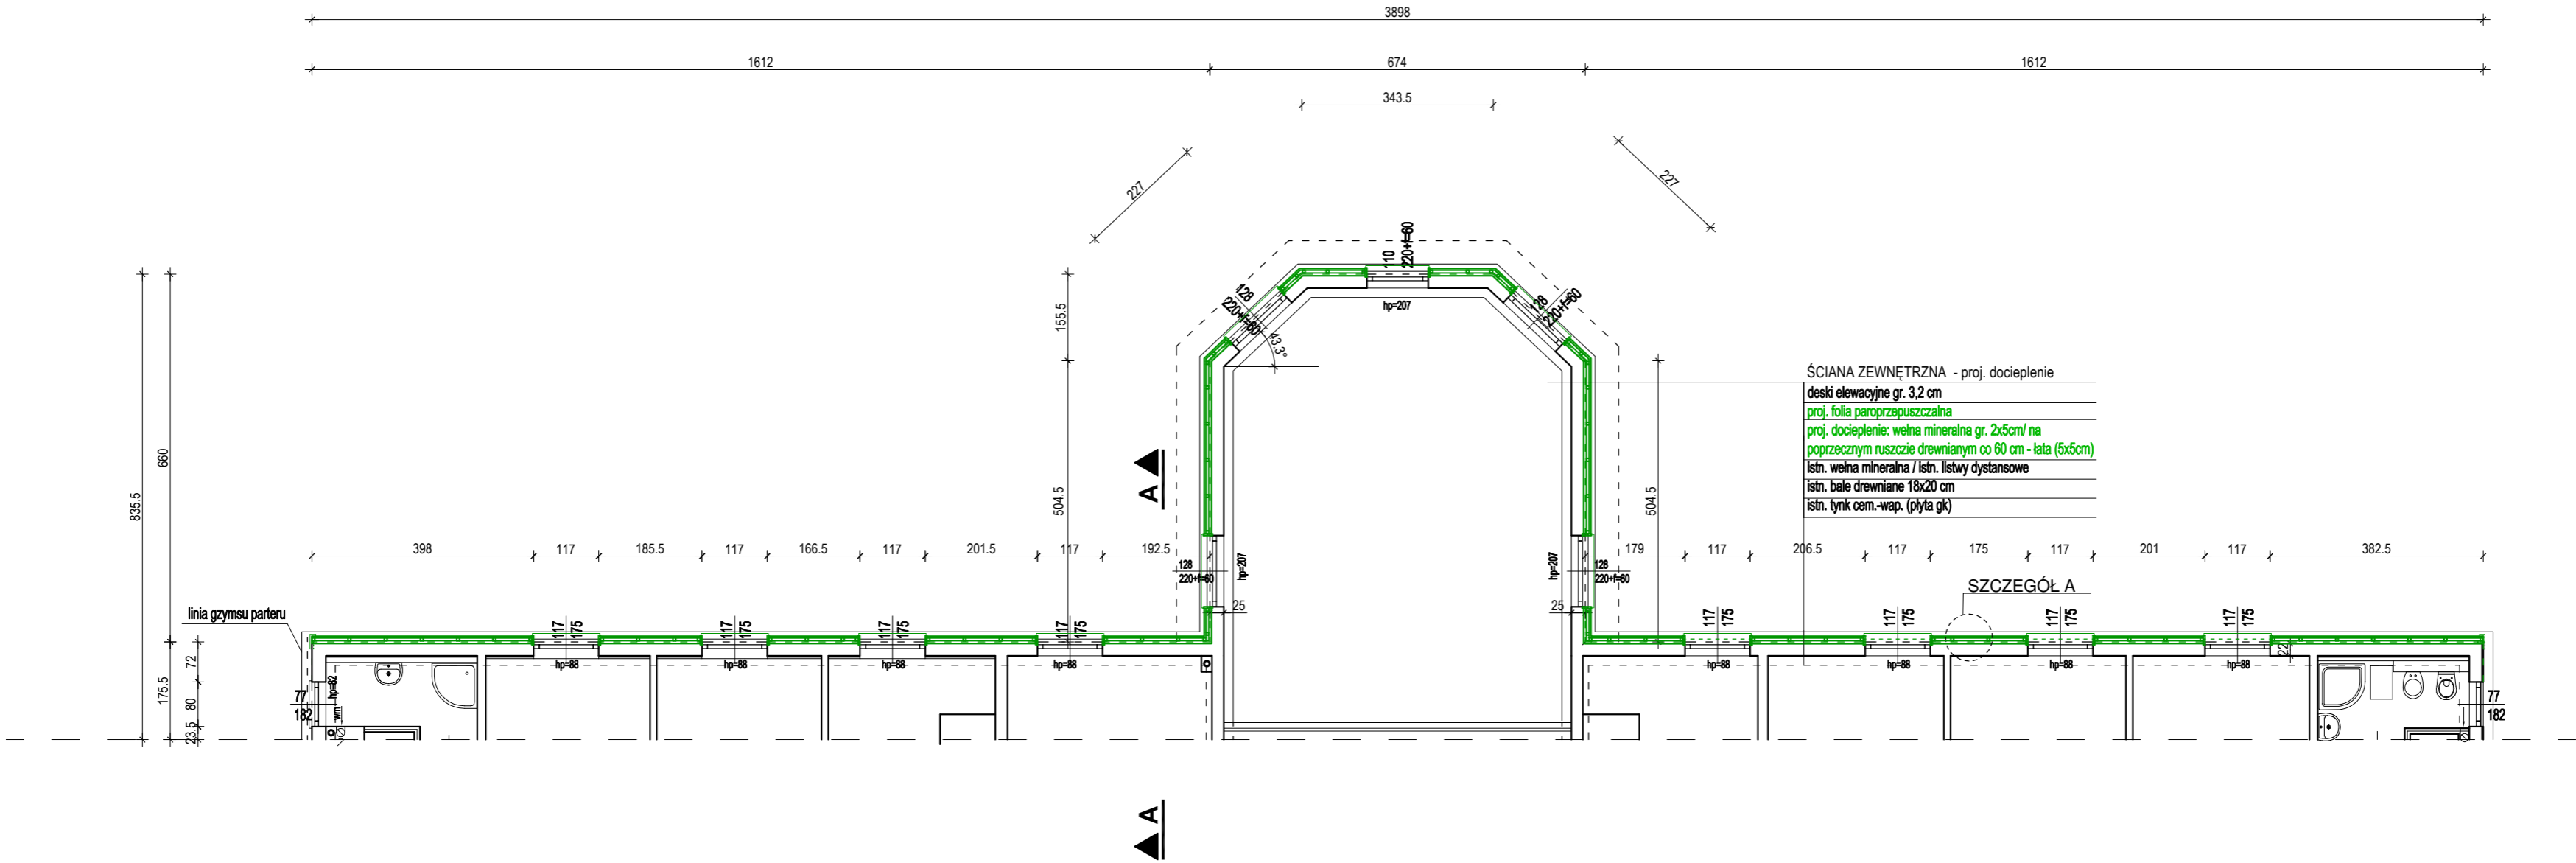 3898
1612
674
1612
343.5
227
227
110
220+f=60
128
220+f=60
128
220+f=60
hp=207
43.3°
155.5
660
835.5
504.5
504.5
A
ŚCIANA ZEWNĘTRZNA - proj. docieplenie
deski elewacyjne gr. 3,2 cm
proj. folia paroprzepuszczalna
proj. docieplenie: wełna mineralna gr. 2x5cm/ na
poprzecznym ruszcie drewnianym co 60 cm - łata (5x5cm)
istn. wełna mineralna / istn. listwy dystansowe
istn. bale drewniane 18x20 cm
istn. tynk cem.-wap. (płyta gk)
398
117
185.5
117
166.5
117
201.5
117
192.5
179
117
206.5
117
175
117
201
117
382.5
128
220+f=60
hp=207
hp=207
128
220+f=60
25
25
SZCZEGÓŁ A
linia gzymsu parteru
117
175
117
175
117
175
117
175
117
175
117
175
117
175
117
175
hp=88
hp=88
hp=88
hp=88
hp=88
hp=88
hp=88
hp=88
22
72
175.5
80
23.5
77
182
hp=82
wm
77
182
A